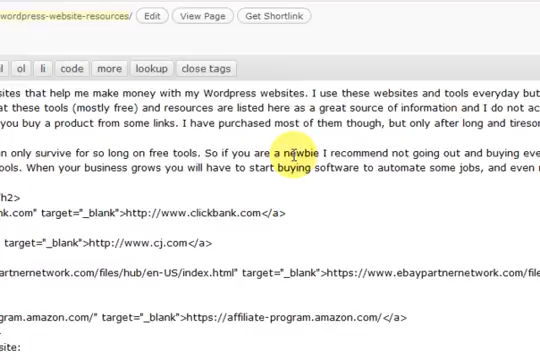 wordpress-website-resources/ Edit View Page Get Shortlink
ol li code more lookup close tags
sites that help me make money with my Wordpress websites. I use these websites and tools everyday but
at these tools (mostly free) and resources are listed here as a great source of information and I do not ac
you buy a product from some links. I have purchased most of them though, but only after long and tireso
n only survive for so long on free tools. So if you are a newbie I recommend not going out and buying eve
ools. When your business grows you will have to start buying software to automate some jobs, and even
/h2>
nk.com" target="_blank">http://www.clickbank.com</a>
target="_blank">http://www.cj.com</a>
partnernetwork.com/files/hub/en-US/index.html" target="_blank">https://www.ebaypartnernetwork.com/file
gram.amazon.com/" target="_blank">https://affiliate-program.amazon.com/</a>
site: